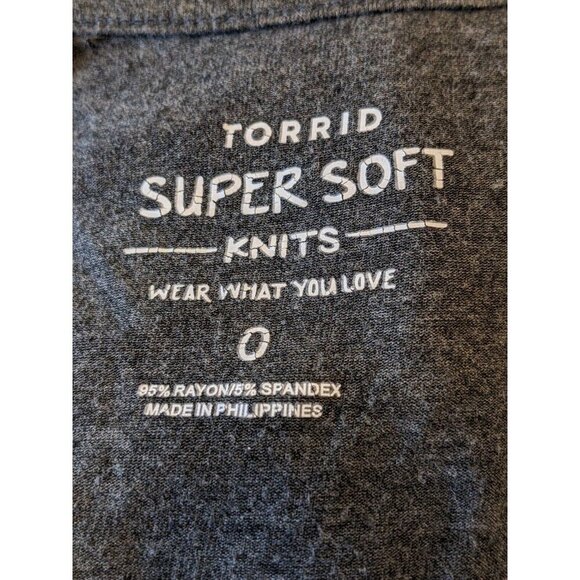 TORRID
SUPER SOFT
KNITS
WEAR WHAT YOU LOVE
0
95% RAYON/5% SPANDEX
MADE IN PHILIPPINES